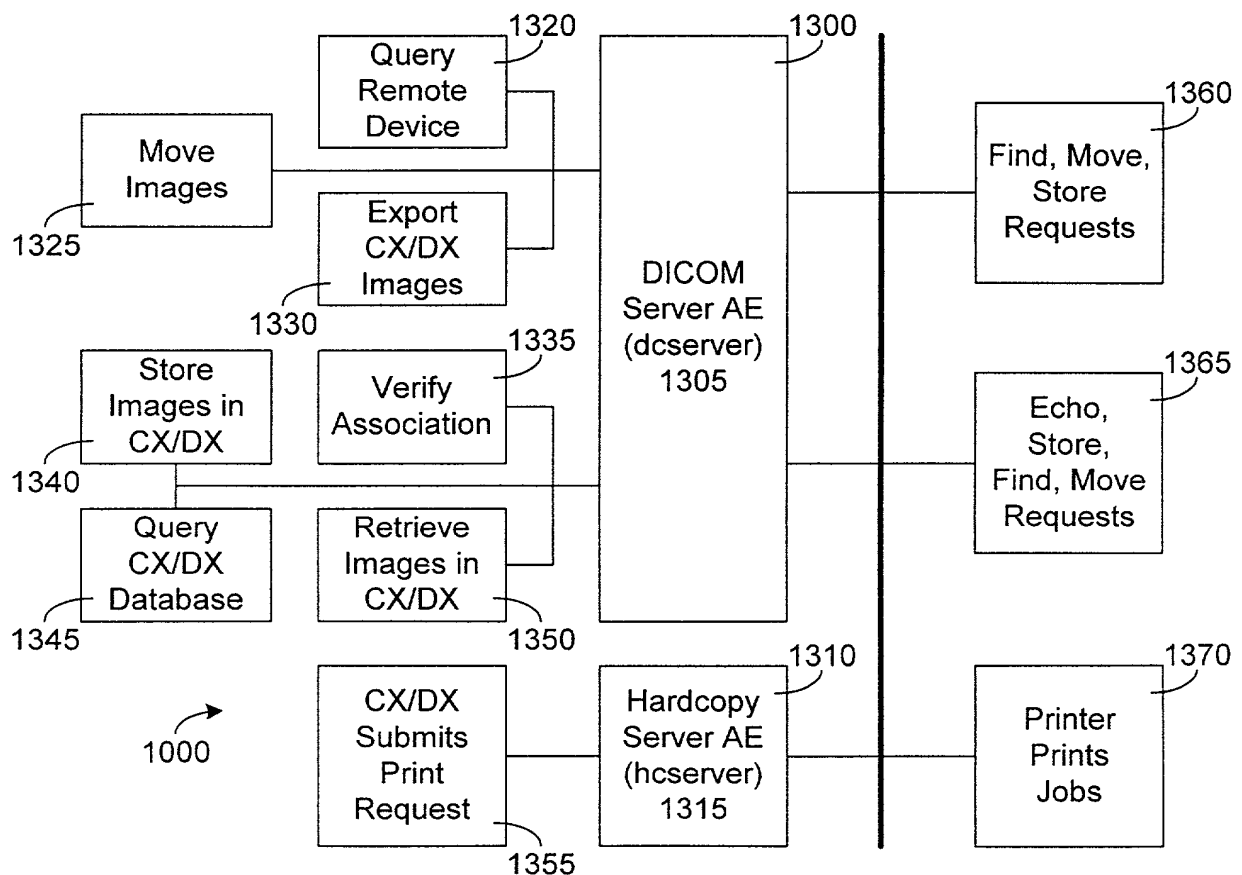 1320
Query
Remote
Device
1300
1360
Move
Images
1325
Find, Move,
Store
Requests
Export
CX/DX
Images
1330
DICOM
Server AE
(dcserver)
1305
1335
Verify
Association
Store
Images in
CX/DX
1340
1365
Echo,
Store,
Find, Move
Requests
Query
CX/DX
Database
1345
Retrieve
Images in
CX/DX
1350
1310
1370
CX/DX
Submits
Print
Request
1355
Hardcopy
Server AE
(hcserver)
1315
Printer
Prints
Jobs
1000